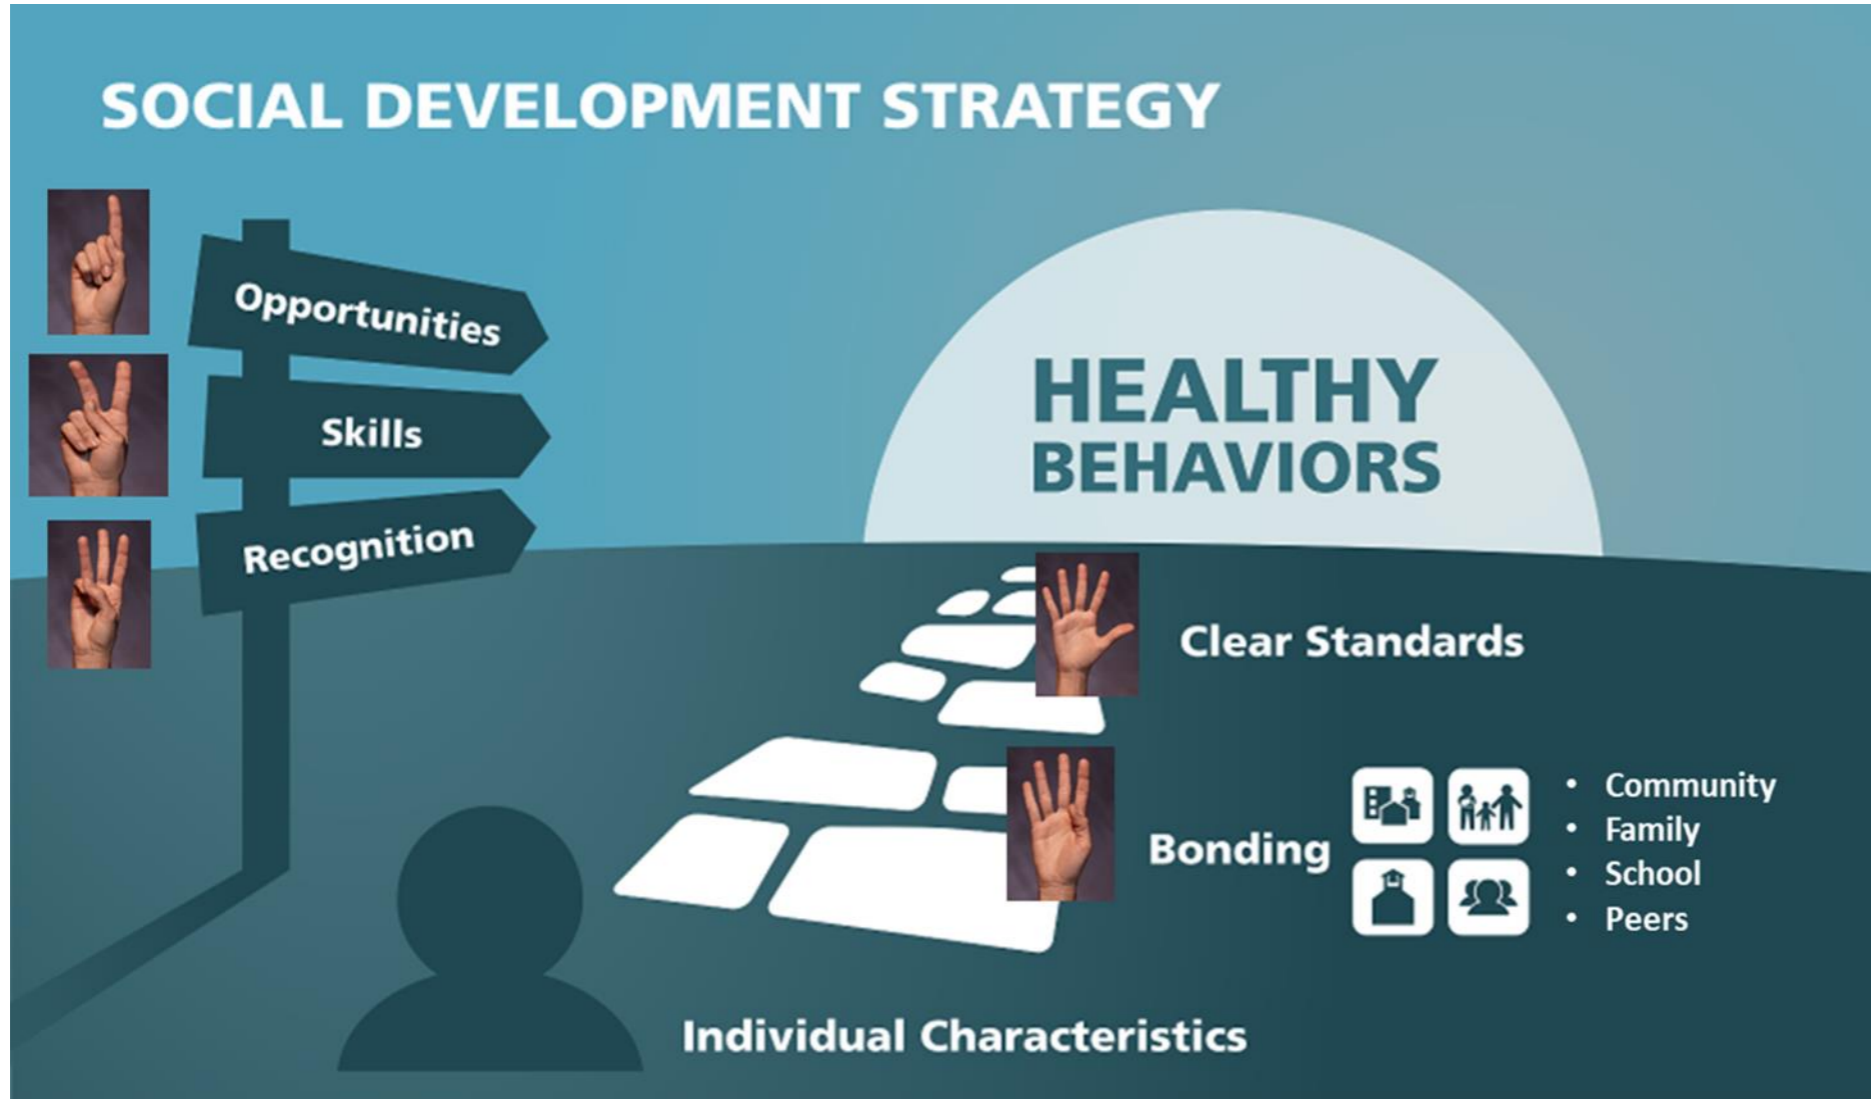 SOCIAL DEVELOPMENT STRATEGY
Opportunities
Skills
Recognition
HEALTHY
BEHAVIORS
Clear Standards
Bonding
• Community
• Family
• School
• Peers
Individual Characteristics